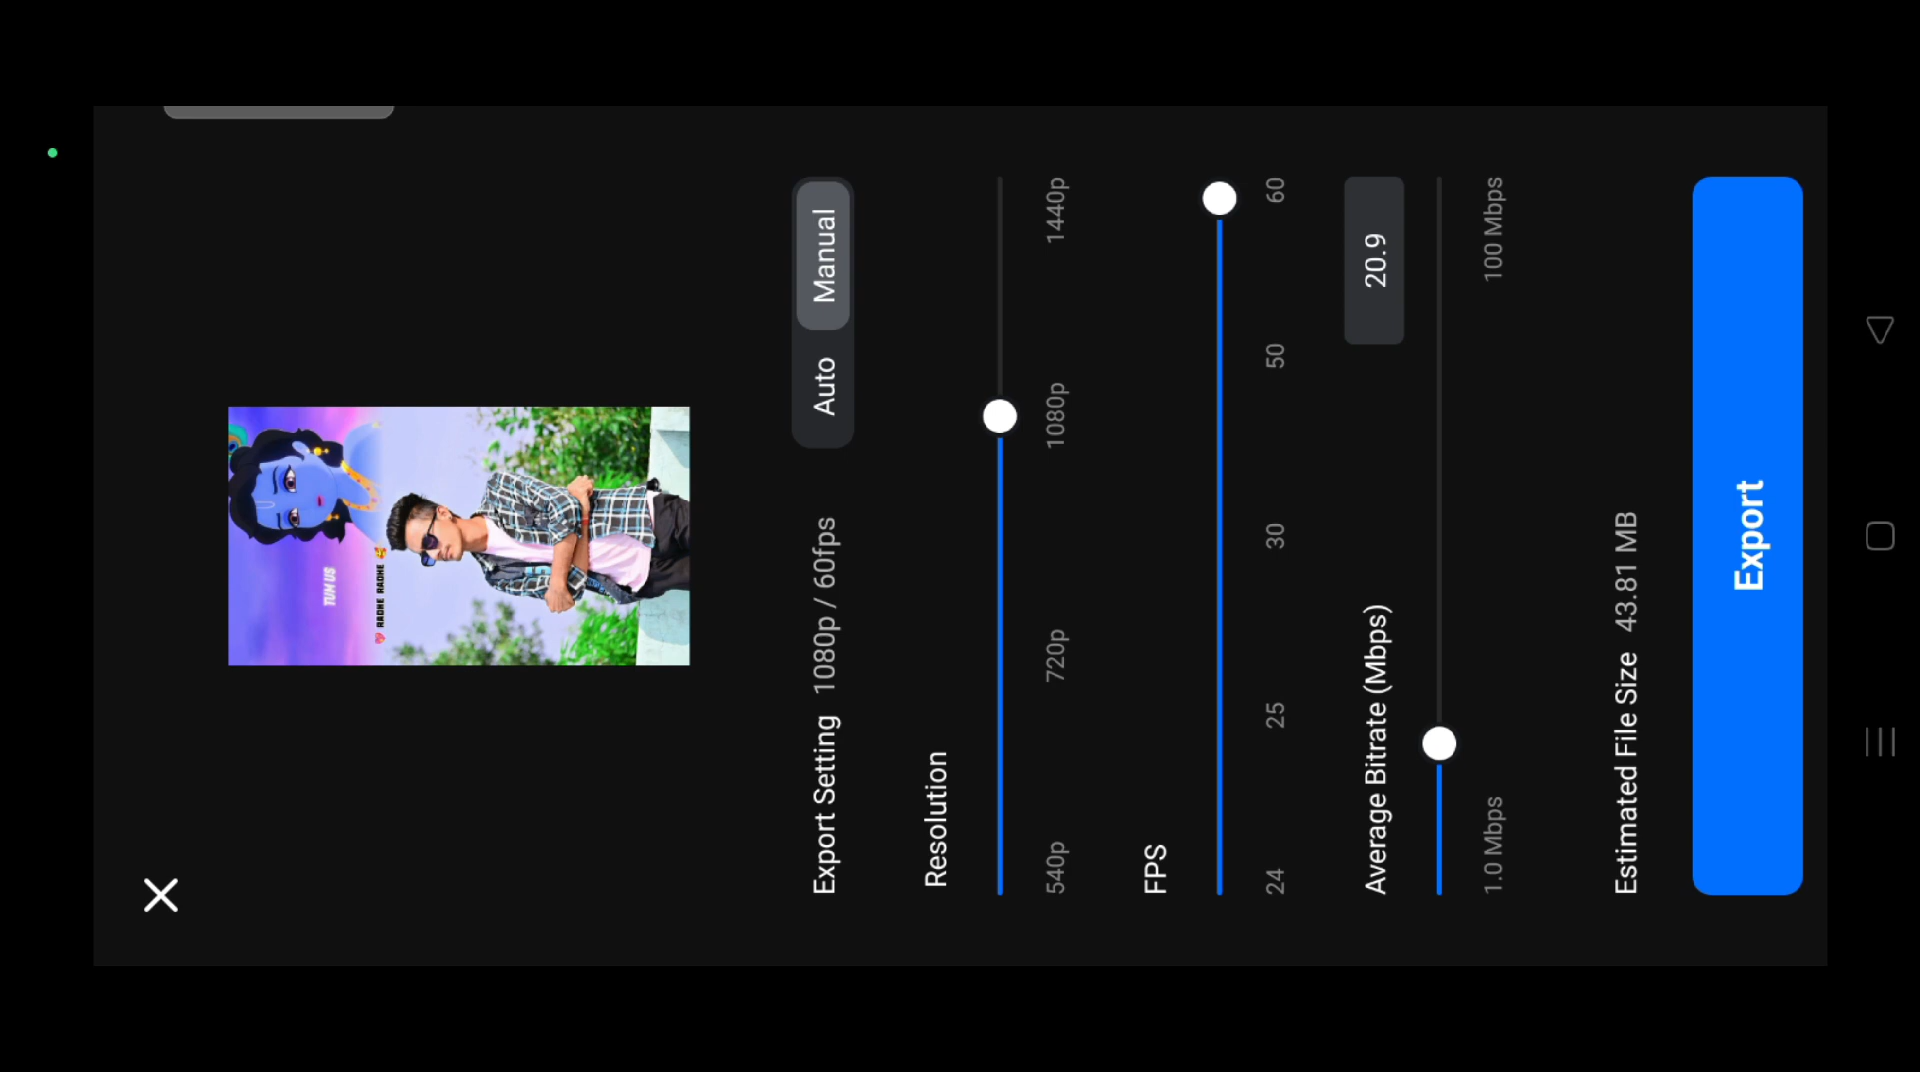 TUM US
RADHE RADHE
Export Setting 1080p / 60fps
Auto Manual
Resolution
540p 720p 1080p 1440p
FPS
24 25 30 50 60
Average Bitrate (Mbps) 20.9
1.0 Mbps 100 Mbps
Estimated File Size 43.81 MB
Export